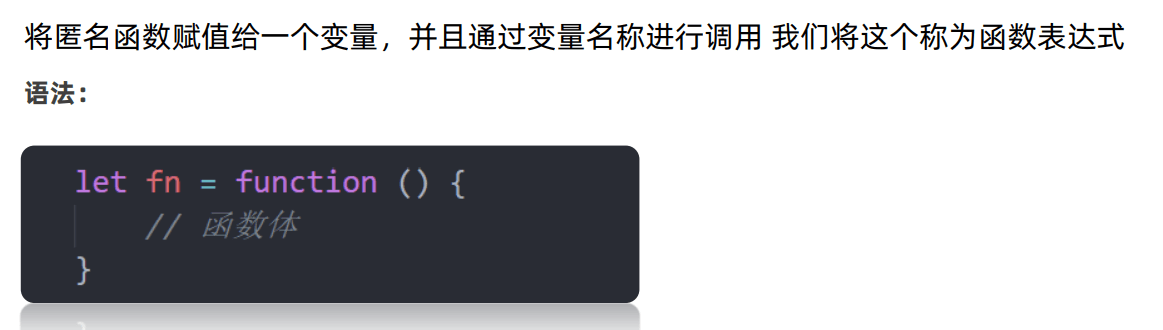 将匿名函数赋值给一个变量，并且通过变量名称进行调用 我们将这个称为函数表达式
语法：
let fn = function () {
// 函数体
}